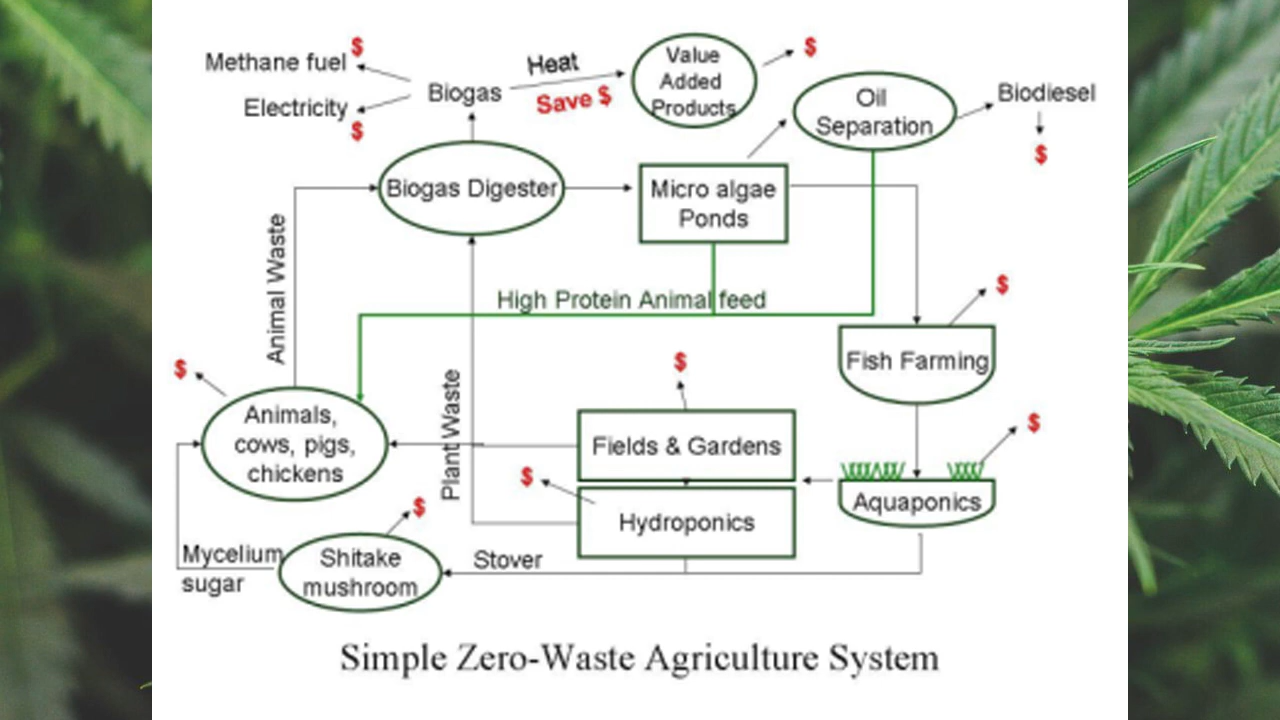 Methane fuel $
Electricity
$
Biogas
Heat
Save $
Value
Added
Products
$
Oil
Separation
Biodiesel
$
Biogas Digester
Micro algae
Ponds
Animal Waste
High Protein Animal feed
$
Fish Farming
$
$
Animals,
cows, pigs,
chickens
Plant Waste
Fields & Gardens
$
Aquaponics
$
Hydroponics
$
Mycelium
sugar
Shitake
mushroom
Stover
Simple Zero-Waste Agriculture System